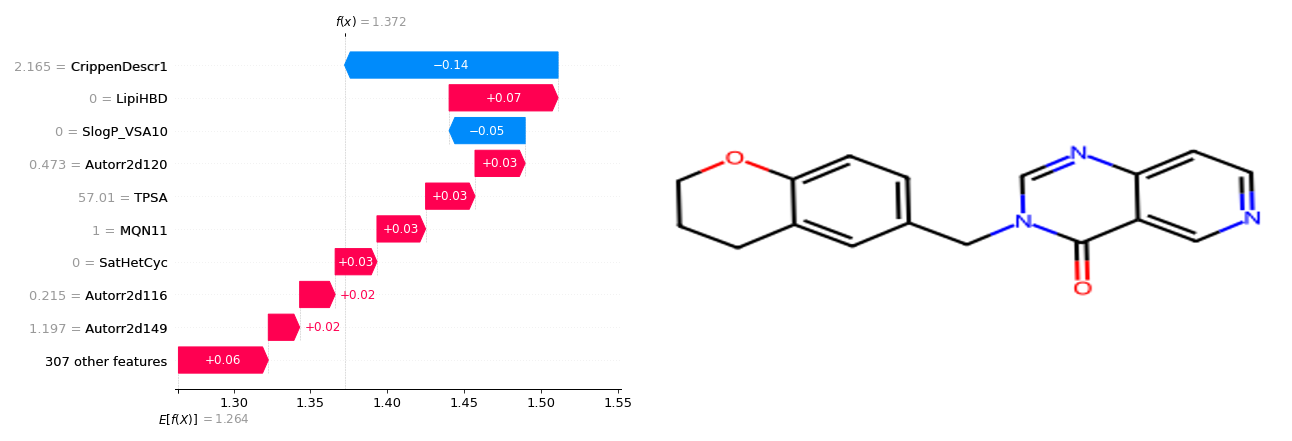 f(x) = 1.372
2.165 = CrippenDescr1
−0.14
0 = LipiHBD
+0.07
0 = SlogP_VSA10
−0.05
0.473 = Autorr2d120
+0.03
57.01 = TPSA
+0.03
1 = MQN11
+0.03
0 = SatHetCyc
+0.03
0.215 = Autorr2d116
+0.02
1.197 = Autorr2d149
+0.02
307 other features
+0.06
1.30 1.35 1.40 1.45 1.50 1.55
E[f(X)] = 1.264
O
N
N
N
O